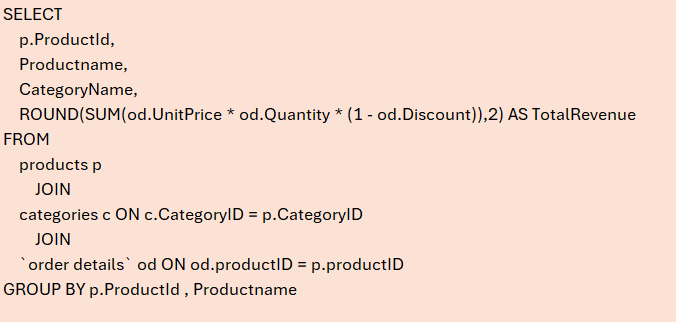 SELECT
p.ProductId,
Productname,
CategoryName,
ROUND(SUM(od.UnitPrice * od.Quantity * (1 - od.Discount)),2) AS TotalRevenue
FROM
products p
JOIN
categories c ON c.CategoryID = p.CategoryID
JOIN
`order details` od ON od.productID = p.productID
GROUP BY p.ProductId , Productname